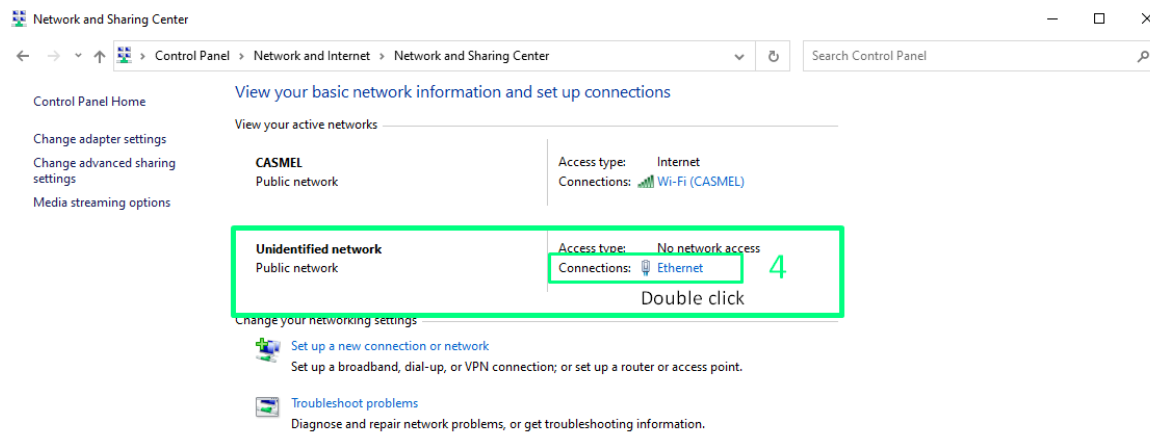 Network and Sharing Center
Control Panel > Network and Internet > Network and Sharing Center
Search Control Panel
Control Panel Home
Change adapter settings
Change advanced sharing
settings
Media streaming options
View your basic network information and set up connections
View your active networks
CASMEL
Public network
Access type: Internet
Connections: Wi-Fi (CASMEL)
Unidentified network
Public network
Access type: No network access
Connections: Ethernet
4
Double click
Change your networking settings
Set up a new connection or network
Set up a broadband, dial-up, or VPN connection; or set up a router or access point.
Troubleshoot problems
Diagnose and repair network problems, or get troubleshooting information.